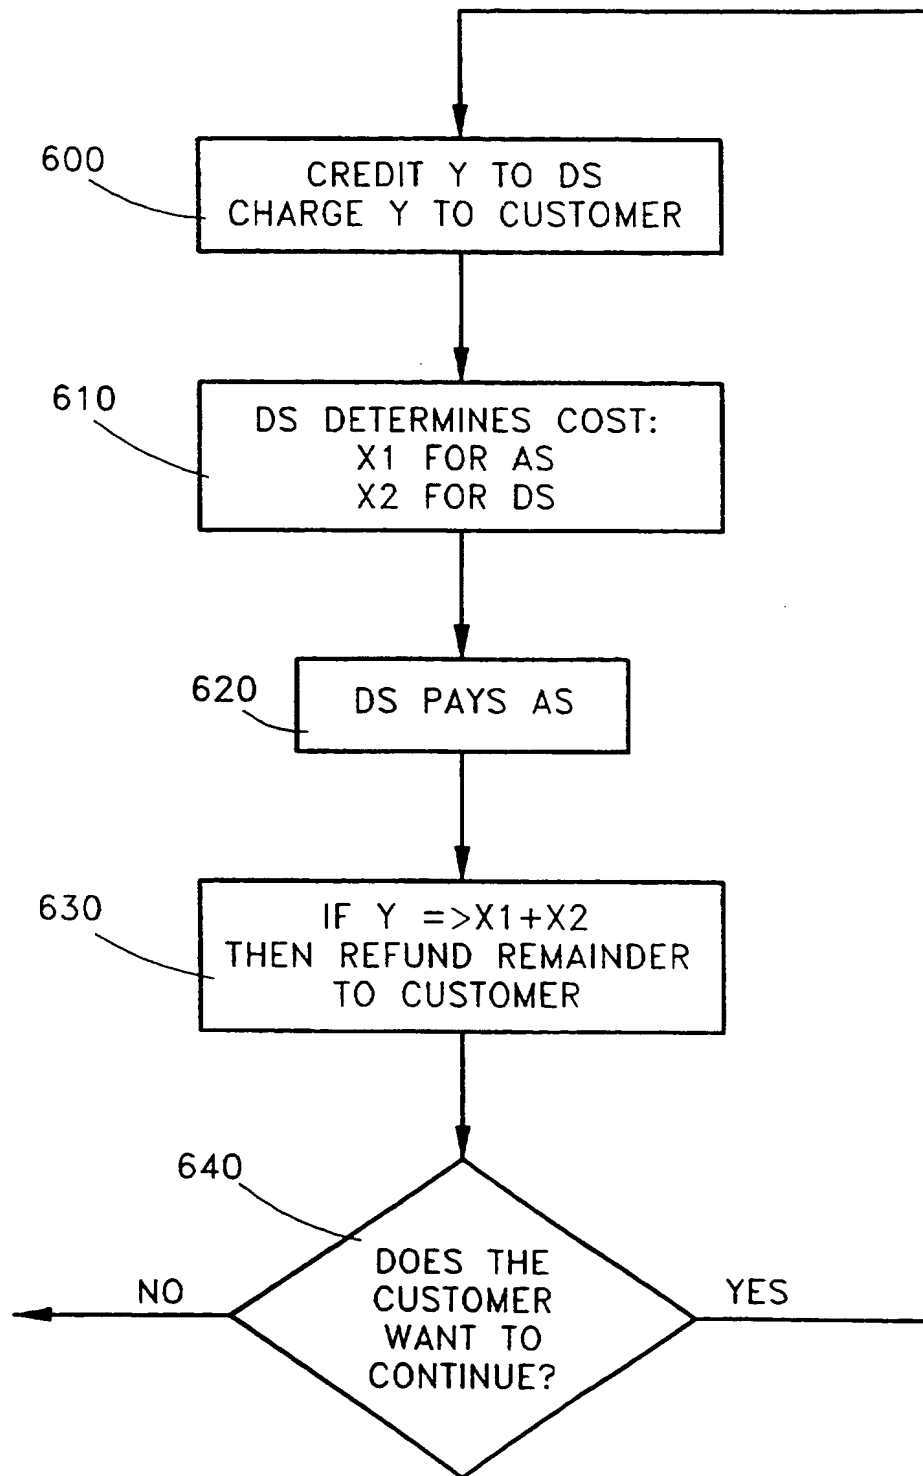 600
CREDIT Y TO DS
CHARGE Y TO CUSTOMER
610
DS DETERMINES COST:
X1 FOR AS
X2 FOR DS
620
DS PAYS AS
630
IF Y =>X1+X2
THEN REFUND REMAINDER
TO CUSTOMER
640
DOES THE
CUSTOMER
WANT TO
CONTINUE?
NO
YES